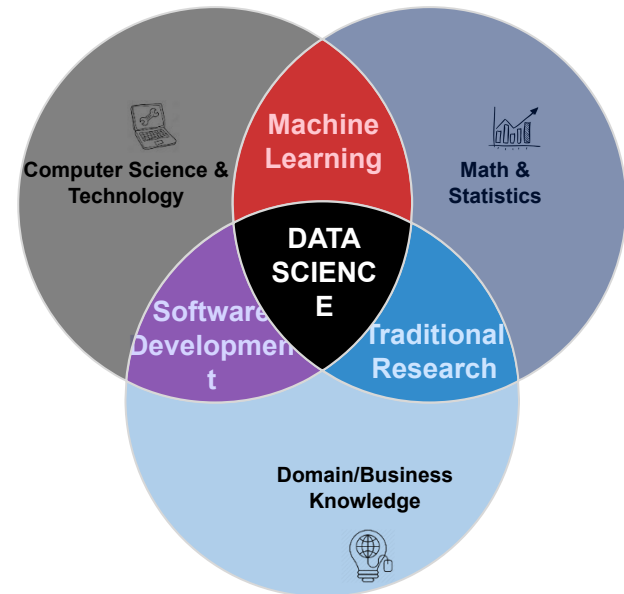 Machine
Learning
Computer Science &
Technology
Math &
Statistics
DATA
SCIENC
E
Software
Developmen
t
Traditional
Research
Domain/Business
Knowledge